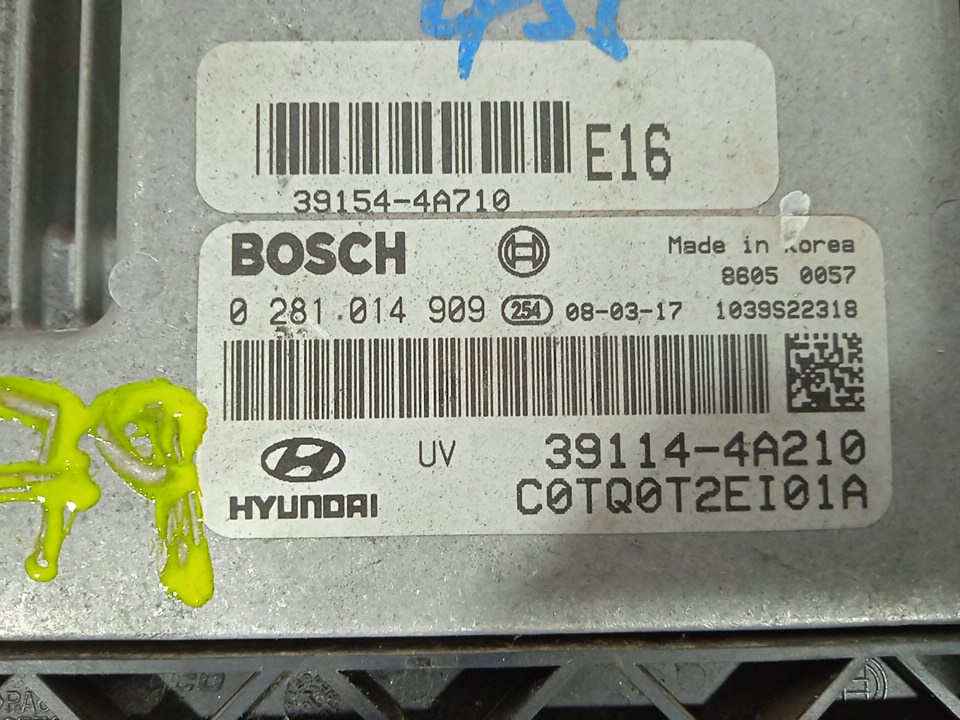 E16
39154-4A710
BOSCH
Made in Korea
8605 0057
0 281 014 909 254 08-03-17 1039S22318
UV 39114-4A210
HYUNDAI C0TQ0T2EI01A